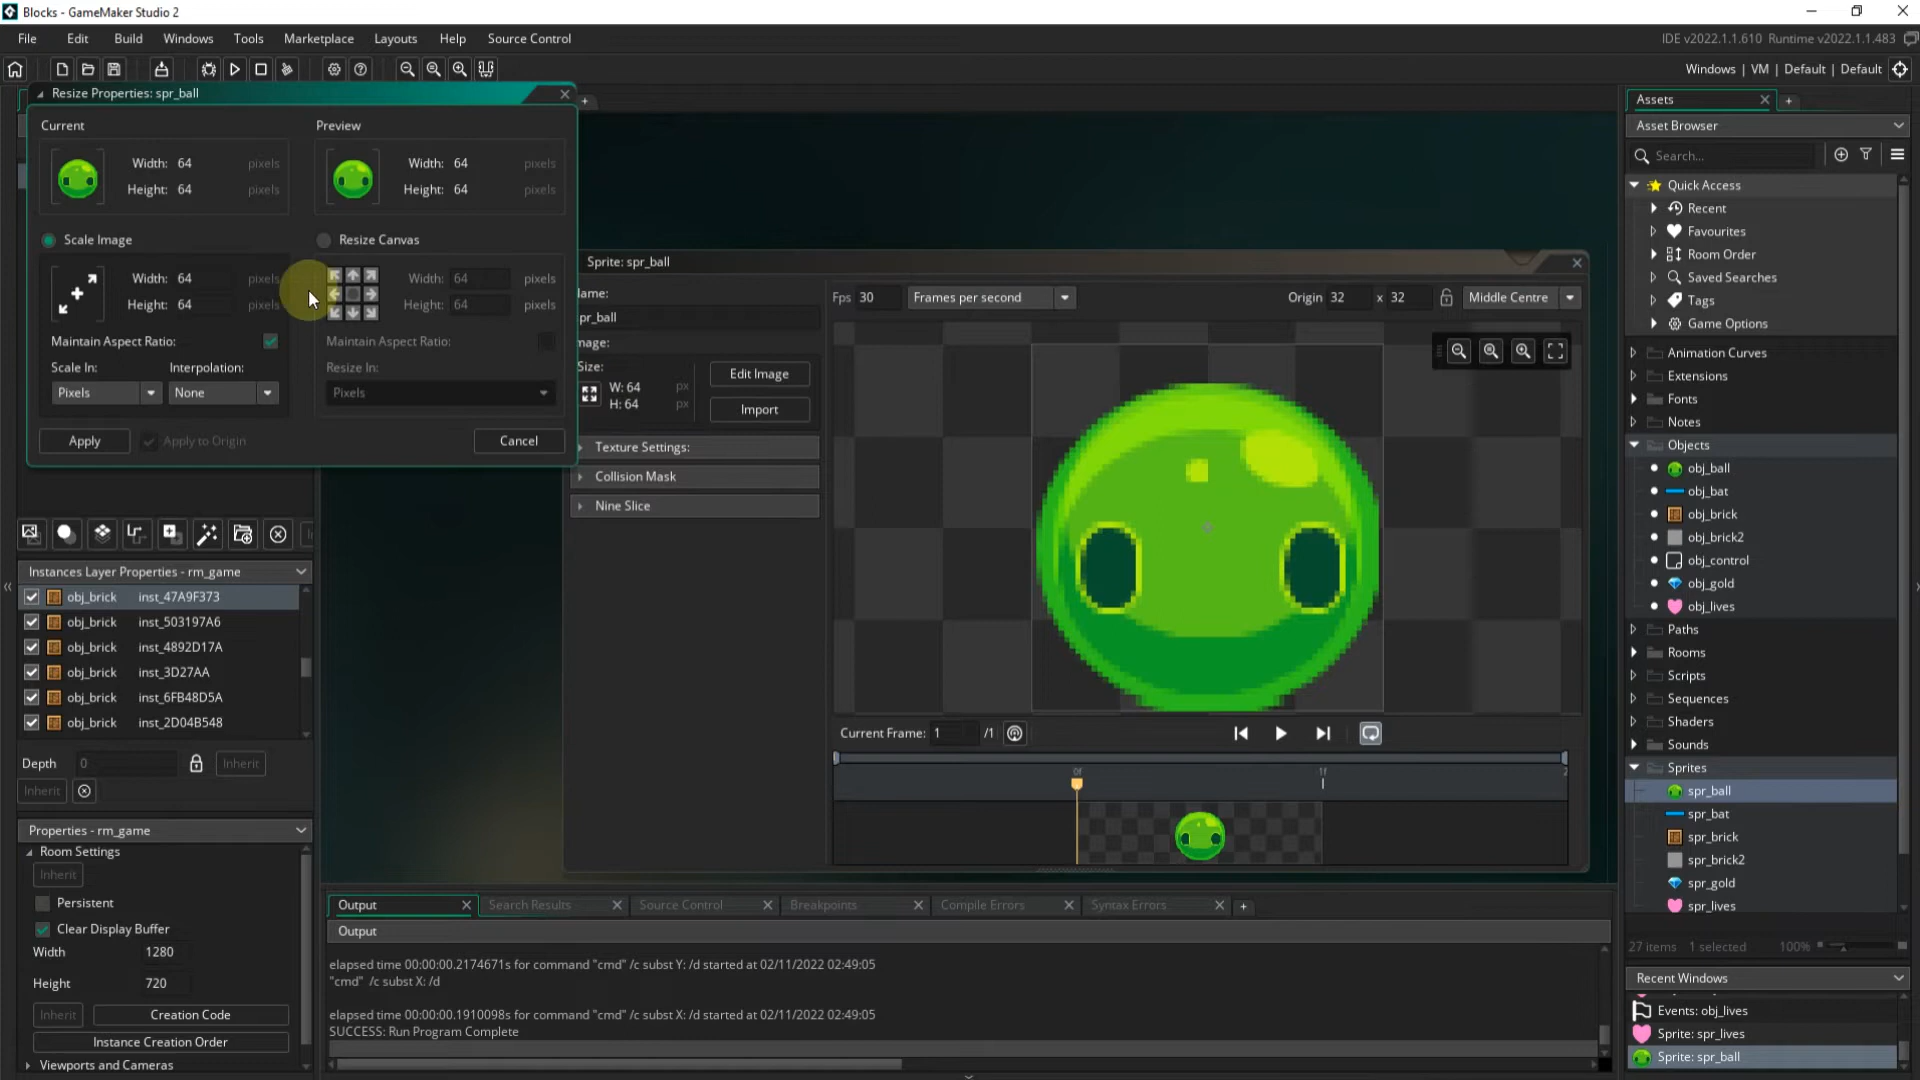 Blocks - GameMaker Studio 2
File Edit Build Windows Tools Marketplace Layouts Help Source Control
IDE v2022.1.1.610 Runtime v2022.1.1.483
Windows | VM | Default | Default
Resize Properties: spr_ball
Current
Width: 64 pixels
Height: 64 pixels
Preview
Width: 64 pixels
Height: 64 pixels
Scale Image
Width: 64 pixels
Height: 64 pixels
Maintain Aspect Ratio:
Scale In: Interpolation:
Pixels None
Resize Canvas
Width: 64 pixels
Height: 64 pixels
Maintain Aspect Ratio:
Resize In:
Pixels
Apply Apply to Origin Cancel
Instances Layer Properties - rm_game
obj_brick inst_47A9F373
obj_brick inst_503197A6
obj_brick inst_4892D17A
obj_brick inst_3D27AA
obj_brick inst_6FB48D5A
obj_brick inst_2D04B548
Depth 0 Inherit
Inherit
Properties - rm_game
Room Settings
Inherit
Persistent
Clear Display Buffer
Width 1280
Height 720
Inherit Creation Code
Instance Creation Order
Viewports and Cameras
Sprite: spr_ball
ame:
pr_ball
mage:
Size:
W: 64 px
H: 64 px
Edit Image
Import
Texture Settings:
Collision Mask
Nine Slice
Fps 30 Frames per second Origin 32 x 32 Middle Centre
Current Frame: 1 /1
0f 1f 2
Output Search Results Source Control Breakpoints Compile Errors Syntax Errors
Output
elapsed time 00:00:00.2174671s for command "cmd" /c subst Y: /d started at 02/11/2022 02:49:05
"cmd" /c subst X: /d
elapsed time 00:00:00.1910098s for command "cmd" /c subst X: /d started at 02/11/2022 02:49:05
SUCCESS: Run Program Complete
Assets
Asset Browser
Search...
Quick Access
Recent
Favourites
Room Order
Saved Searches
Tags
Game Options
Animation Curves
Extensions
Fonts
Notes
Objects
obj_ball
obj_bat
obj_brick
obj_brick2
obj_control
obj_gold
obj_lives
Paths
Rooms
Scripts
Sequences
Shaders
Sounds
Sprites
spr_ball
spr_bat
spr_brick
spr_brick2
spr_gold
spr_lives
27 items 1 selected 100%
Recent Windows
Events: obj_lives
Sprite: spr_lives
Sprite: spr_ball